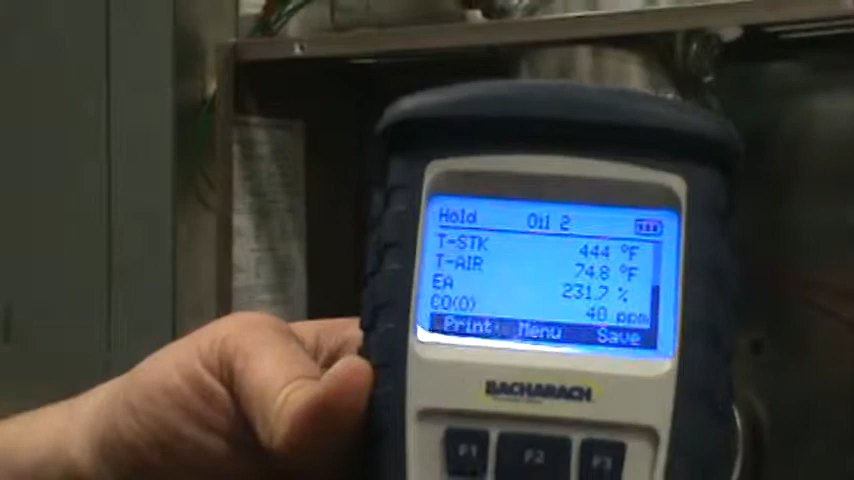 Hold Oil 2
T-STK 444 °F
T-AIR 74.8 °F
EA 231.7 %
CO(O) 40 ppm
Print Menu Save
BACHARACH
F1 F2 F3